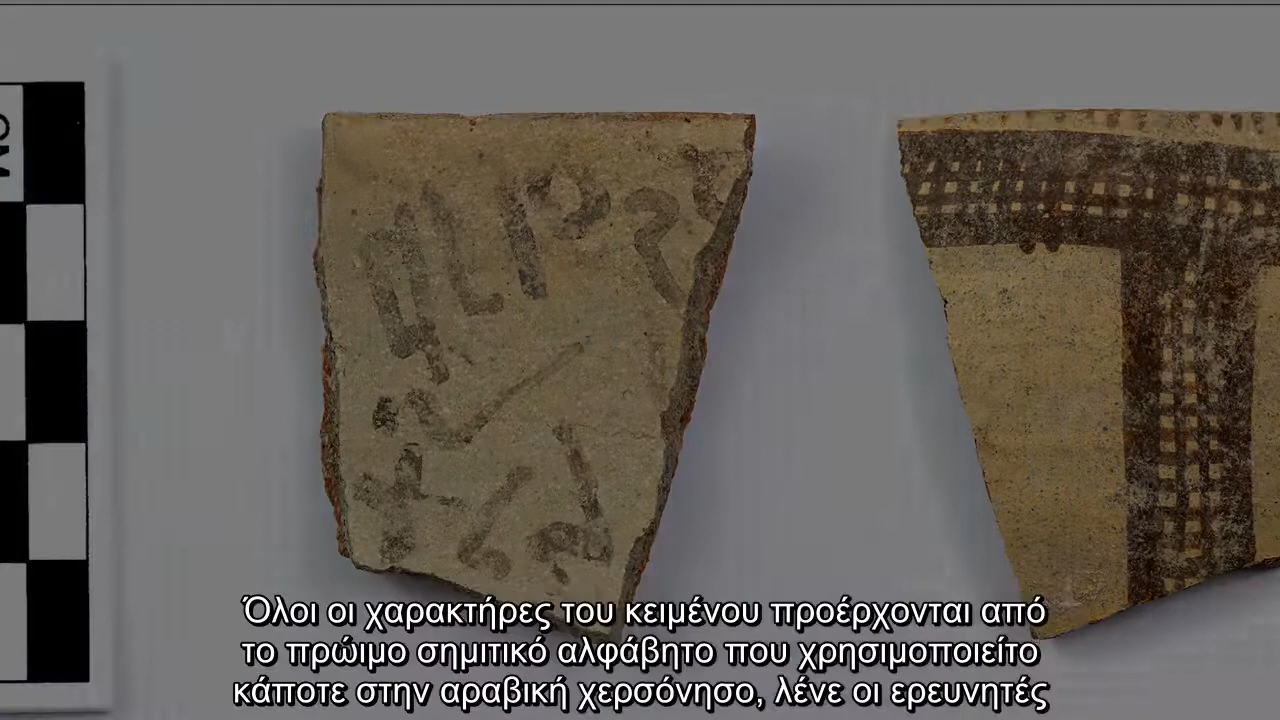 CM
Όλοι οι χαρακτήρες του κειμένου προέρχονται από
το πρώιμο σημιτικό αλφάβητο που χρησιμοποιείτο
κάποτε στην αραβική χερσόνησο, λένε οι ερευνητές